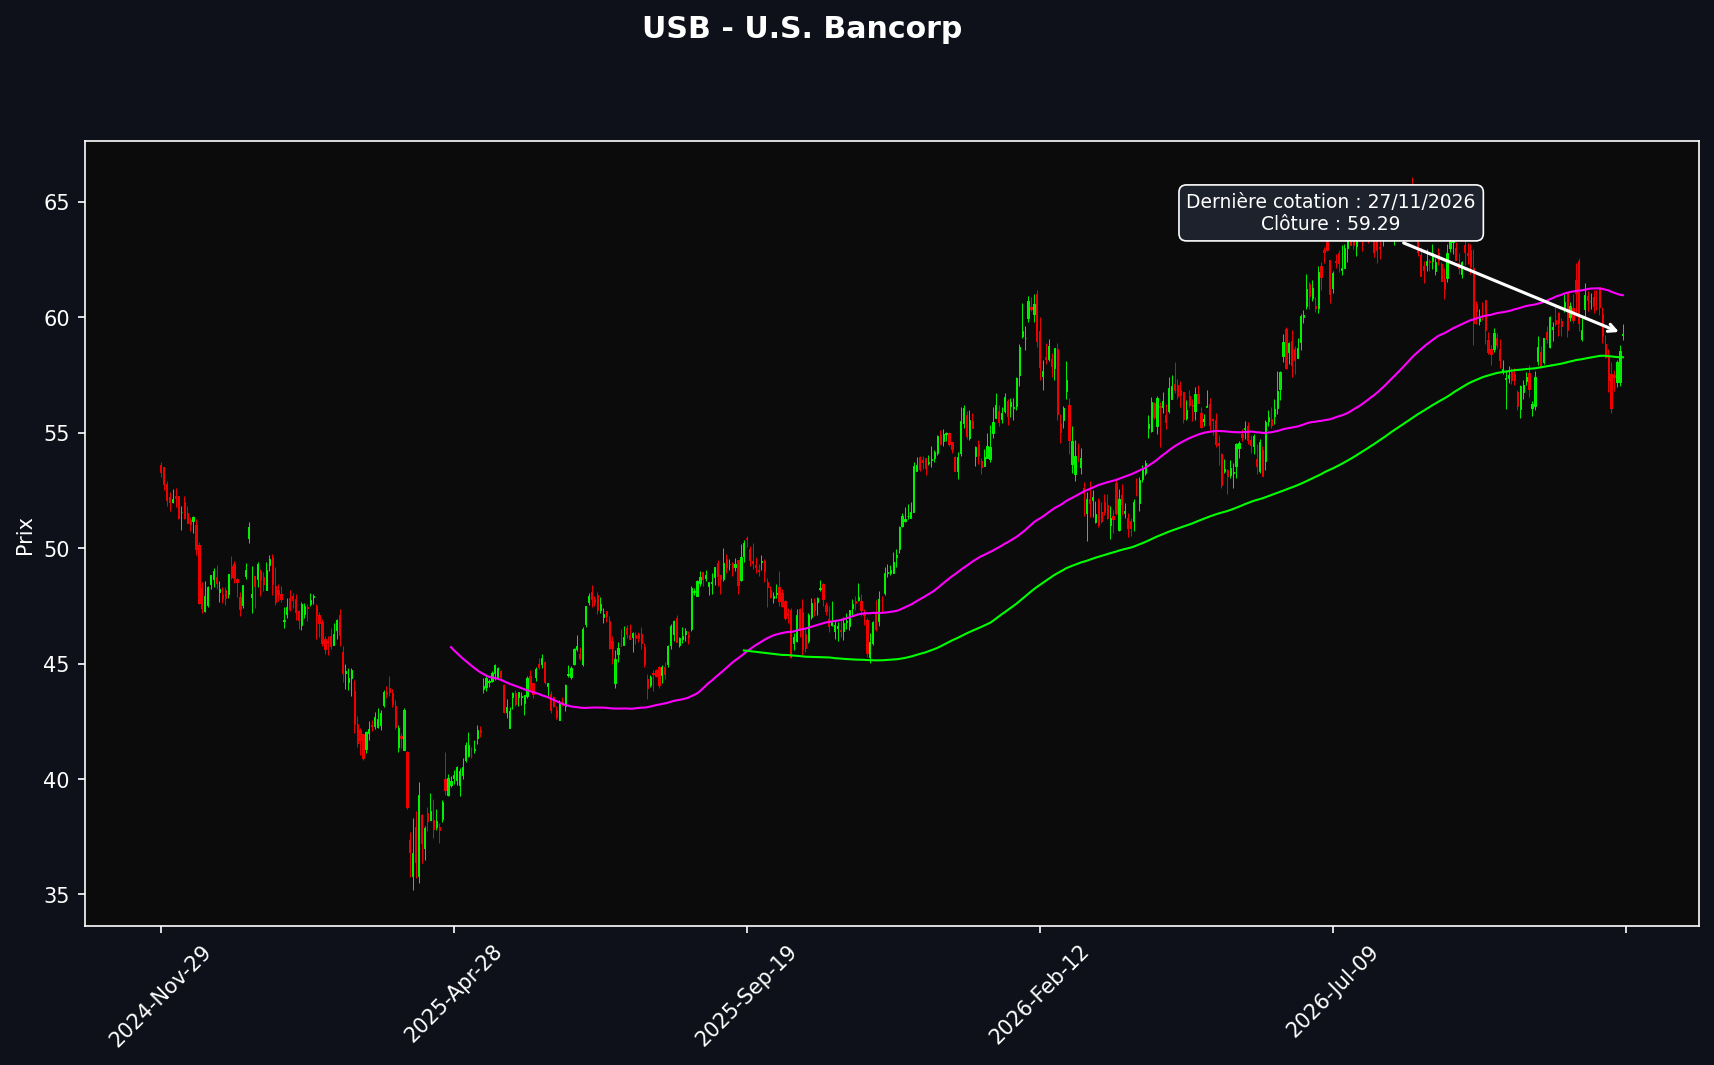 USB - U.S. Bancorp
Dernière cotation : 27/11/2026
Clôture : 59.29
Prix
65
60
55
50
45
40
35
2024-Nov-29
2025-Apr-28
2025-Sep-19
2026-Feb-12
2026-Jul-09